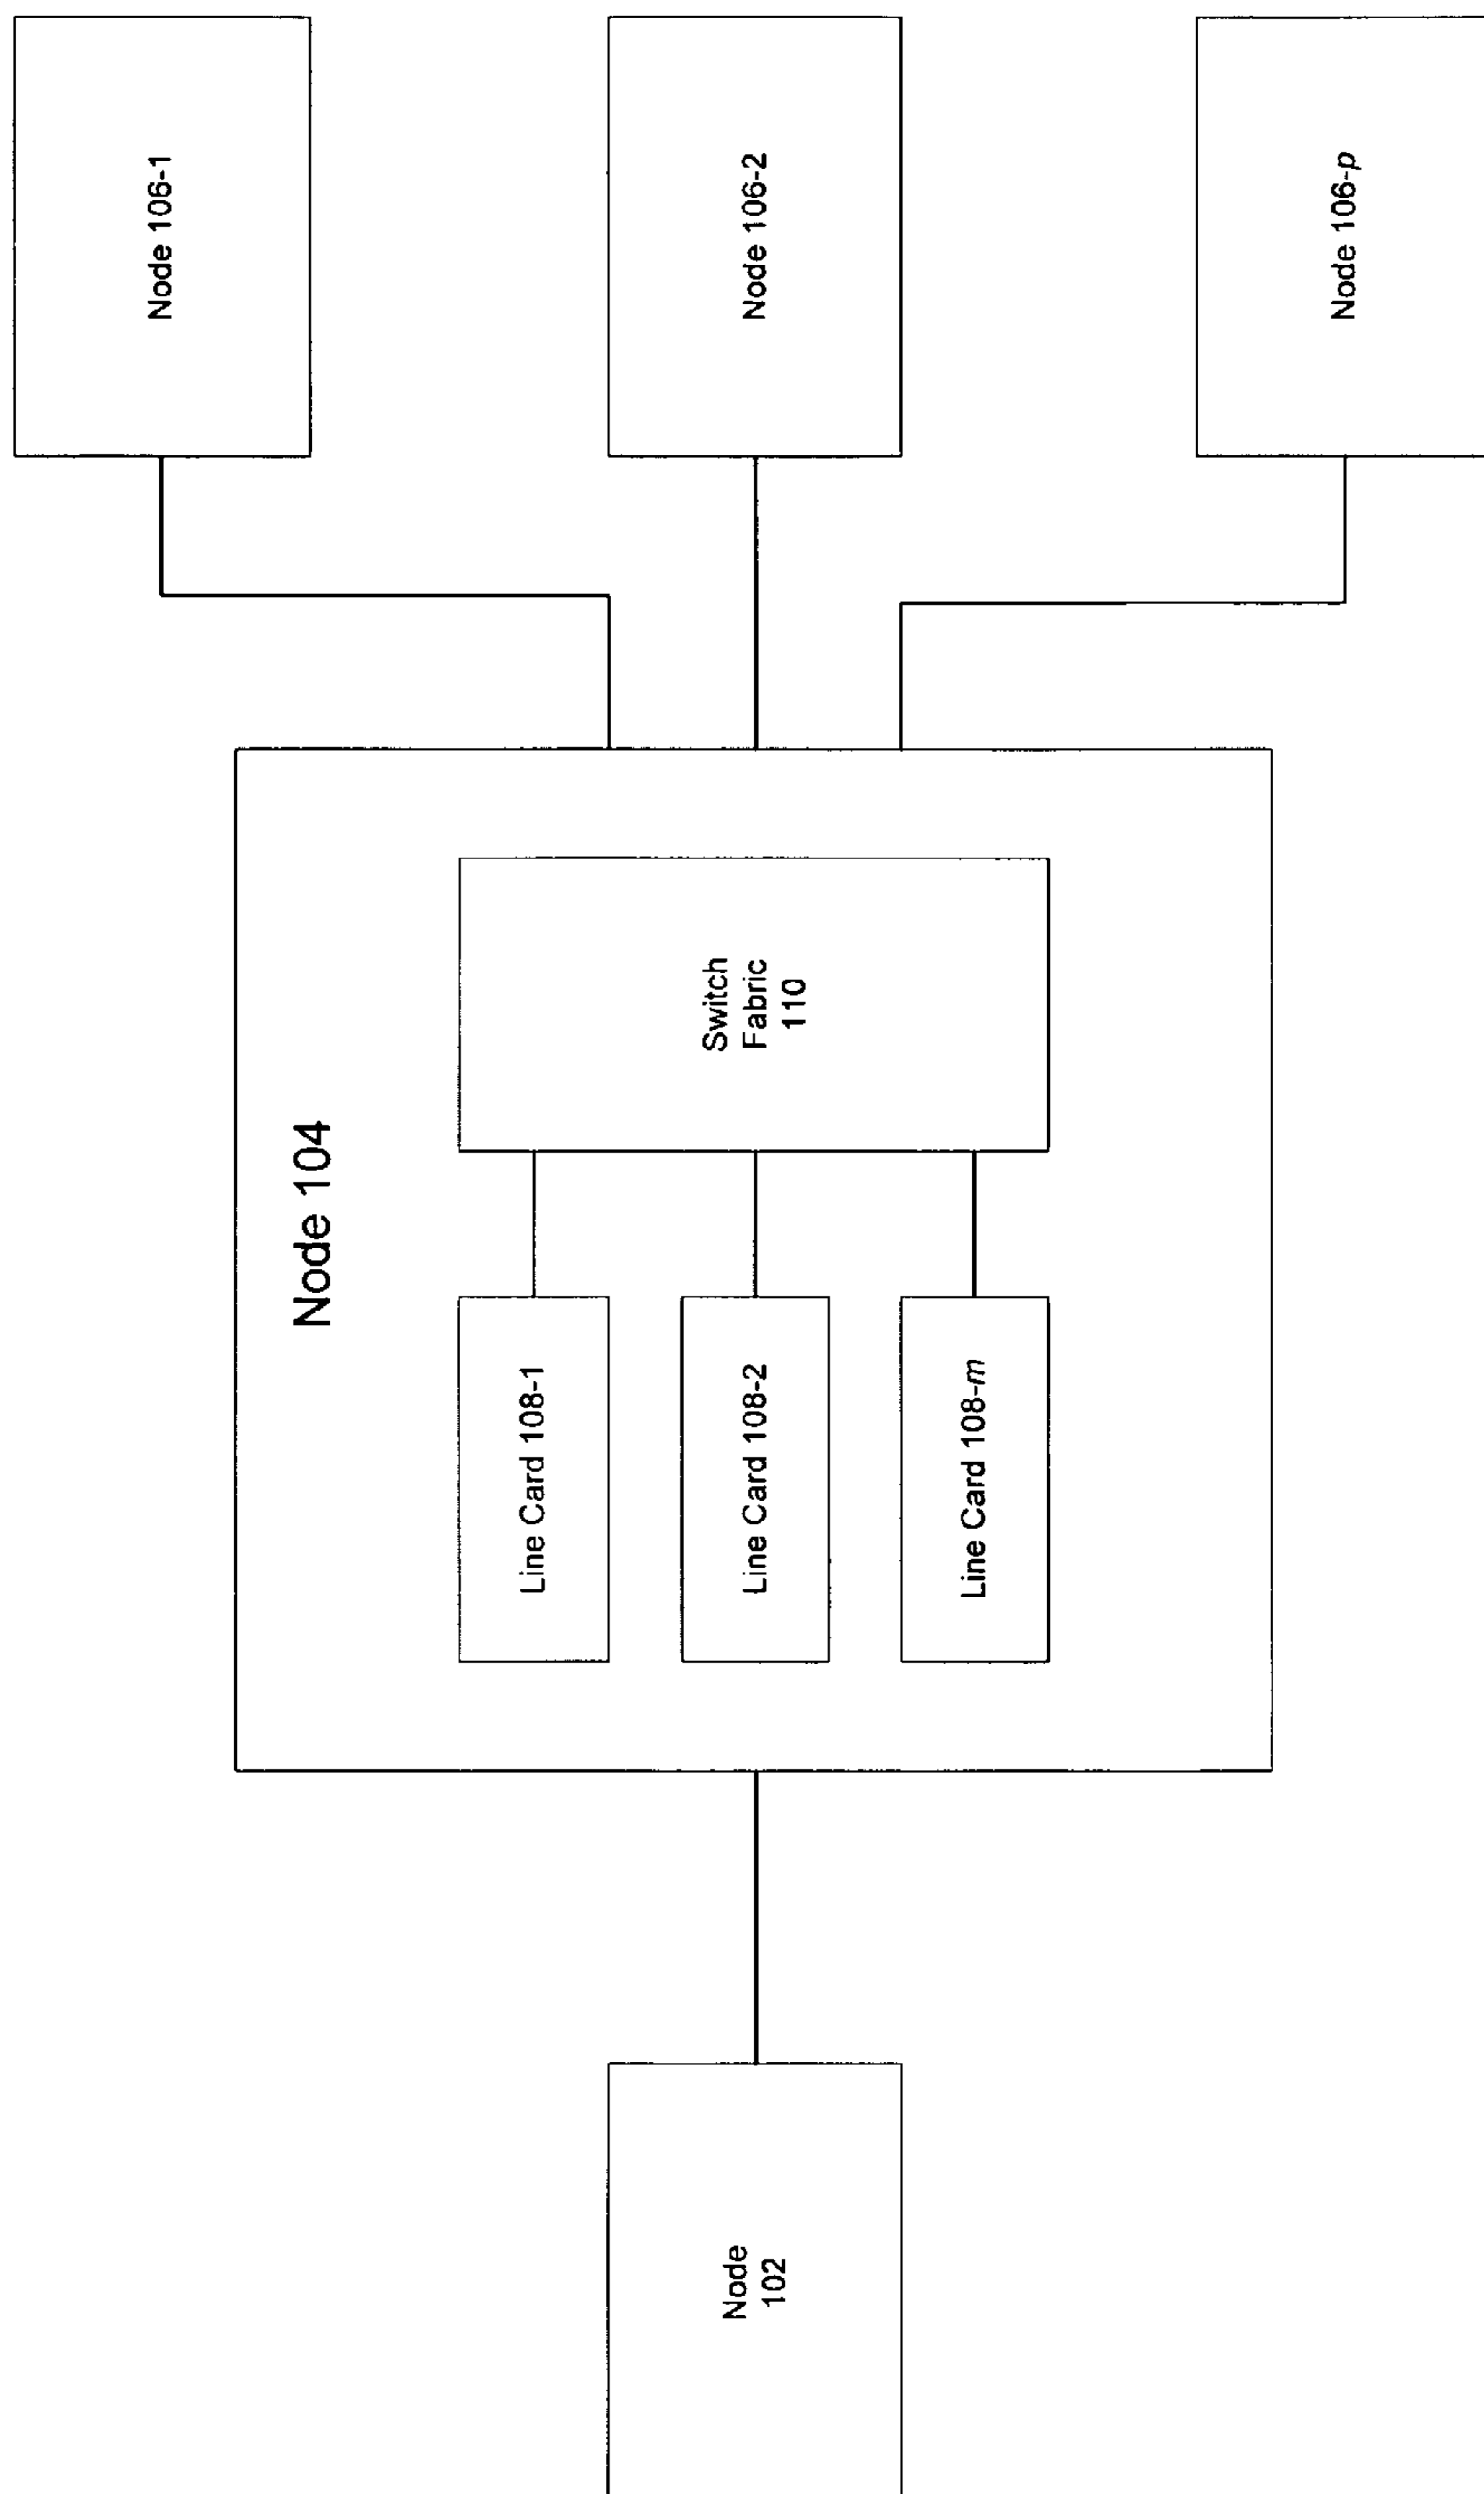 Node 104
Node
102
Line Card 108-1
Line Card 108-2
Line Card 108-m
Switch
Fabric
110
Node 106-1
Node 106-2
Node 106-p